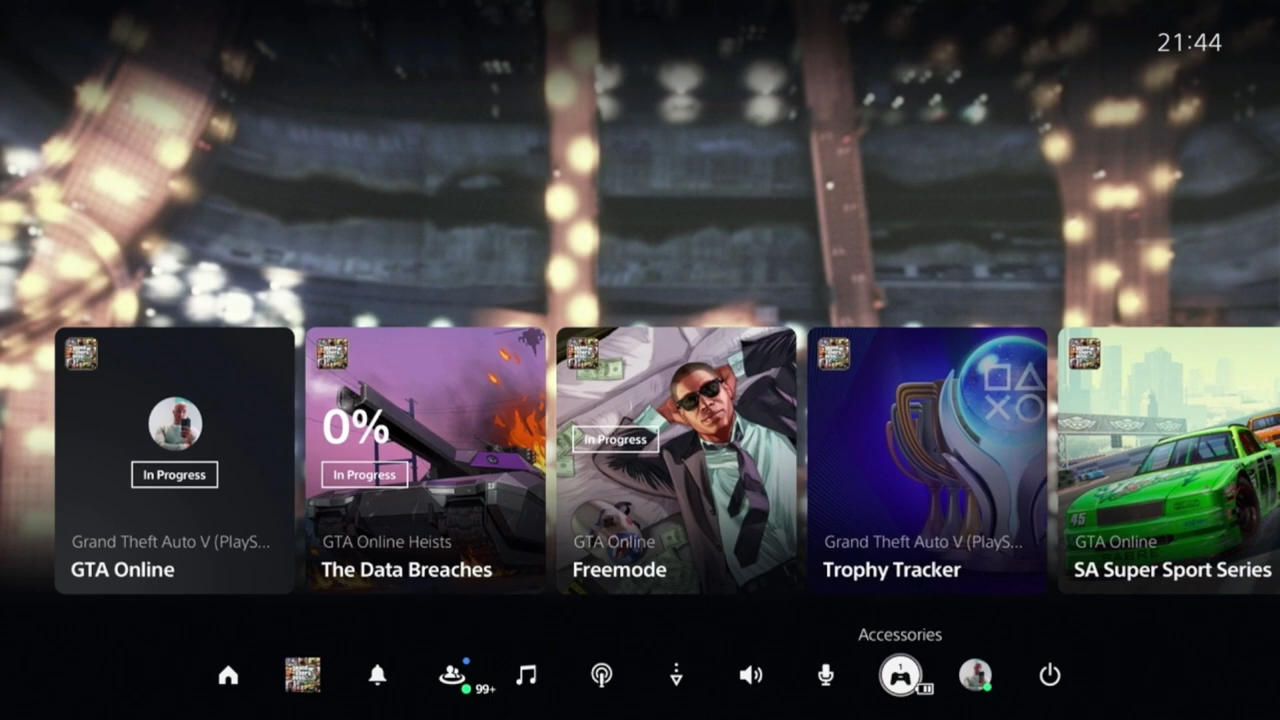 21:44
In Progress
Grand Theft Auto V (PlayS...
GTA Online
0%
In Progress
GTA Online Heists
The Data Breaches
In Progress
GTA Online
Freemode
Grand Theft Auto V (PlayS...
Trophy Tracker
45
GTA Online
SA Super Sport Series
Accessories
99+
1